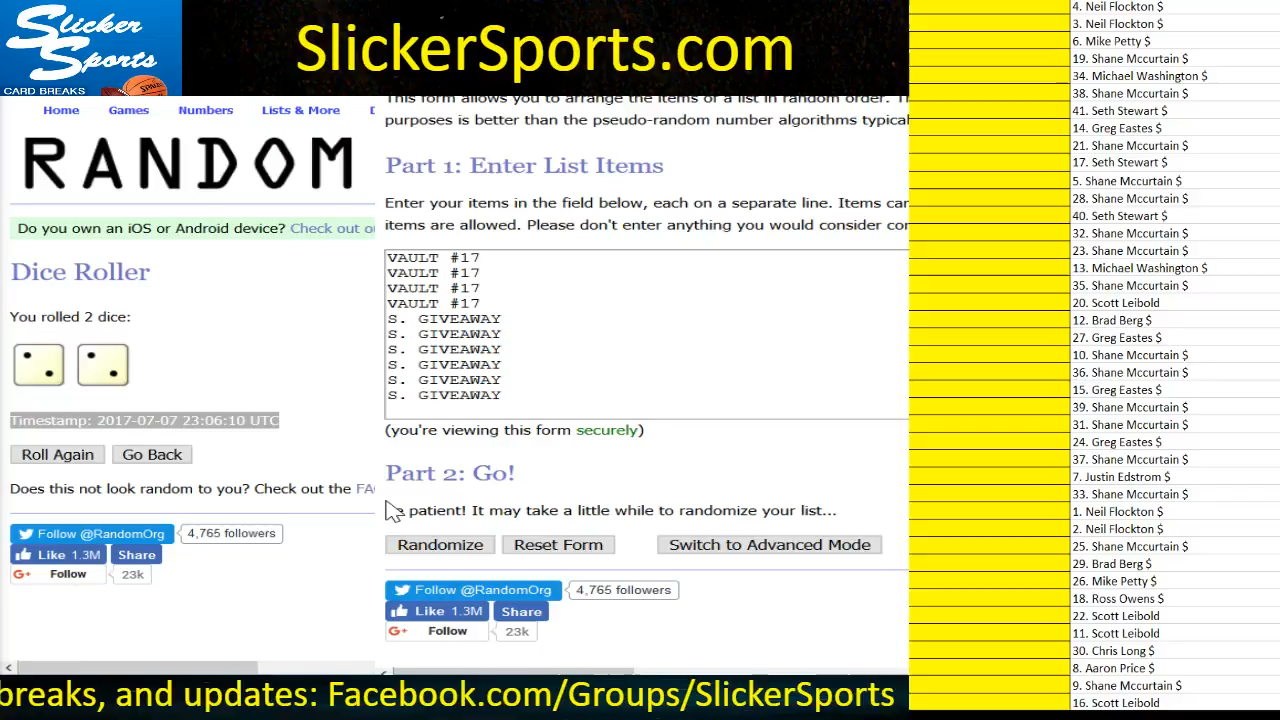 Slicker
Sports
CARD BREAKS
SlickerSports.com
Home Games Numbers Lists & More
RANDOM
Do you own an iOS or Android device? Check out
Dice Roller
You rolled 2 dice:
Timestamp: 2017-07-07 23:06:10 UTC
Roll Again Go Back
Does this not look random to you? Check out the
Follow @RandomOrg 4,765 followers
Like 1.3M Share
G+ Follow 23k
This form allows you to arrange the items of a list in random order.
purposes is better than the pseudo-random number algorithms
Part 1: Enter List Items
Enter your items in the field below, each on a separate line. Items
items are allowed. Please don't enter anything you would consider
VAULT #17
VAULT #17
VAULT #17
VAULT #17
S. GIVEAWAY
S. GIVEAWAY
S. GIVEAWAY
S. GIVEAWAY
S. GIVEAWAY
S. GIVEAWAY
(you're viewing this form securely)
Part 2: Go!
patient! It may take a little while to randomize your list...
Randomize Reset Form Switch to Advanced Mode
Follow @RandomOrg 4,765 followers
Like 1.3M Share
G+ Follow 23k
4. Neil Flockton $
3. Neil Flockton $
6. Mike Petty $
19. Shane Mccurtain $
34. Michael Washington $
38. Shane Mccurtain $
41. Seth Stewart $
14. Greg Eastes $
21. Shane Mccurtain $
17. Seth Stewart $
5. Shane Mccurtain $
28. Shane Mccurtain $
40. Seth Stewart $
32. Shane Mccurtain $
23. Shane Mccurtain $
13. Michael Washington $
35. Shane Mccurtain $
20. Scott Leibold
12. Brad Berg $
27. Greg Eastes $
10. Shane Mccurtain $
36. Shane Mccurtain $
15. Greg Eastes $
39. Shane Mccurtain $
31. Shane Mccurtain $
24. Greg Eastes $
37. Shane Mccurtain $
7. Justin Edstrom $
33. Shane Mccurtain $
1. Neil Flockton $
2. Neil Flockton $
25. Shane Mccurtain $
29. Brad Berg $
26. Mike Petty $
18. Ross Owens $
22. Scott Leibold
11. Scott Leibold
30. Chris Long $
8. Aaron Price $
9. Shane Mccurtain $
16. Scott Leibold
breaks, and updates: Facebook.com/Groups/SlickerSports